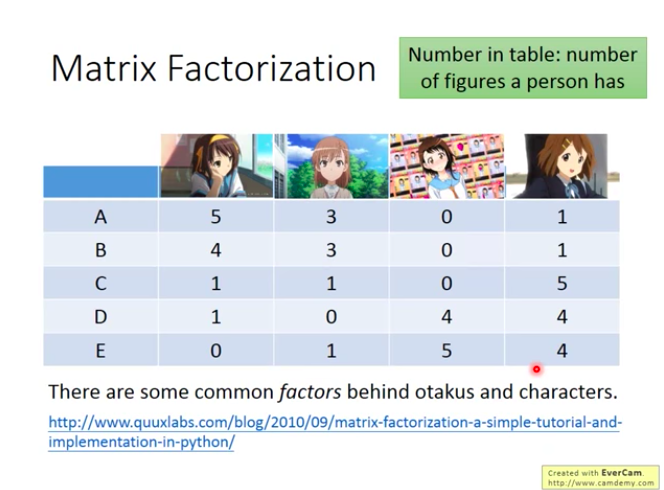 Matrix Factorization
Number in table: number
of figures a person has
A 5 3 0 1
B 4 3 0 1
C 1 1 0 5
D 1 0 4 4
E 0 1 5 4
There are some common factors behind otakus and characters.
http://www.quuxlabs.com/blog/2010/09/matrix-factorization-a-simple-tutorial-and-
implementation-in-python/
Created with EverCam.
http://www.camdemy.com